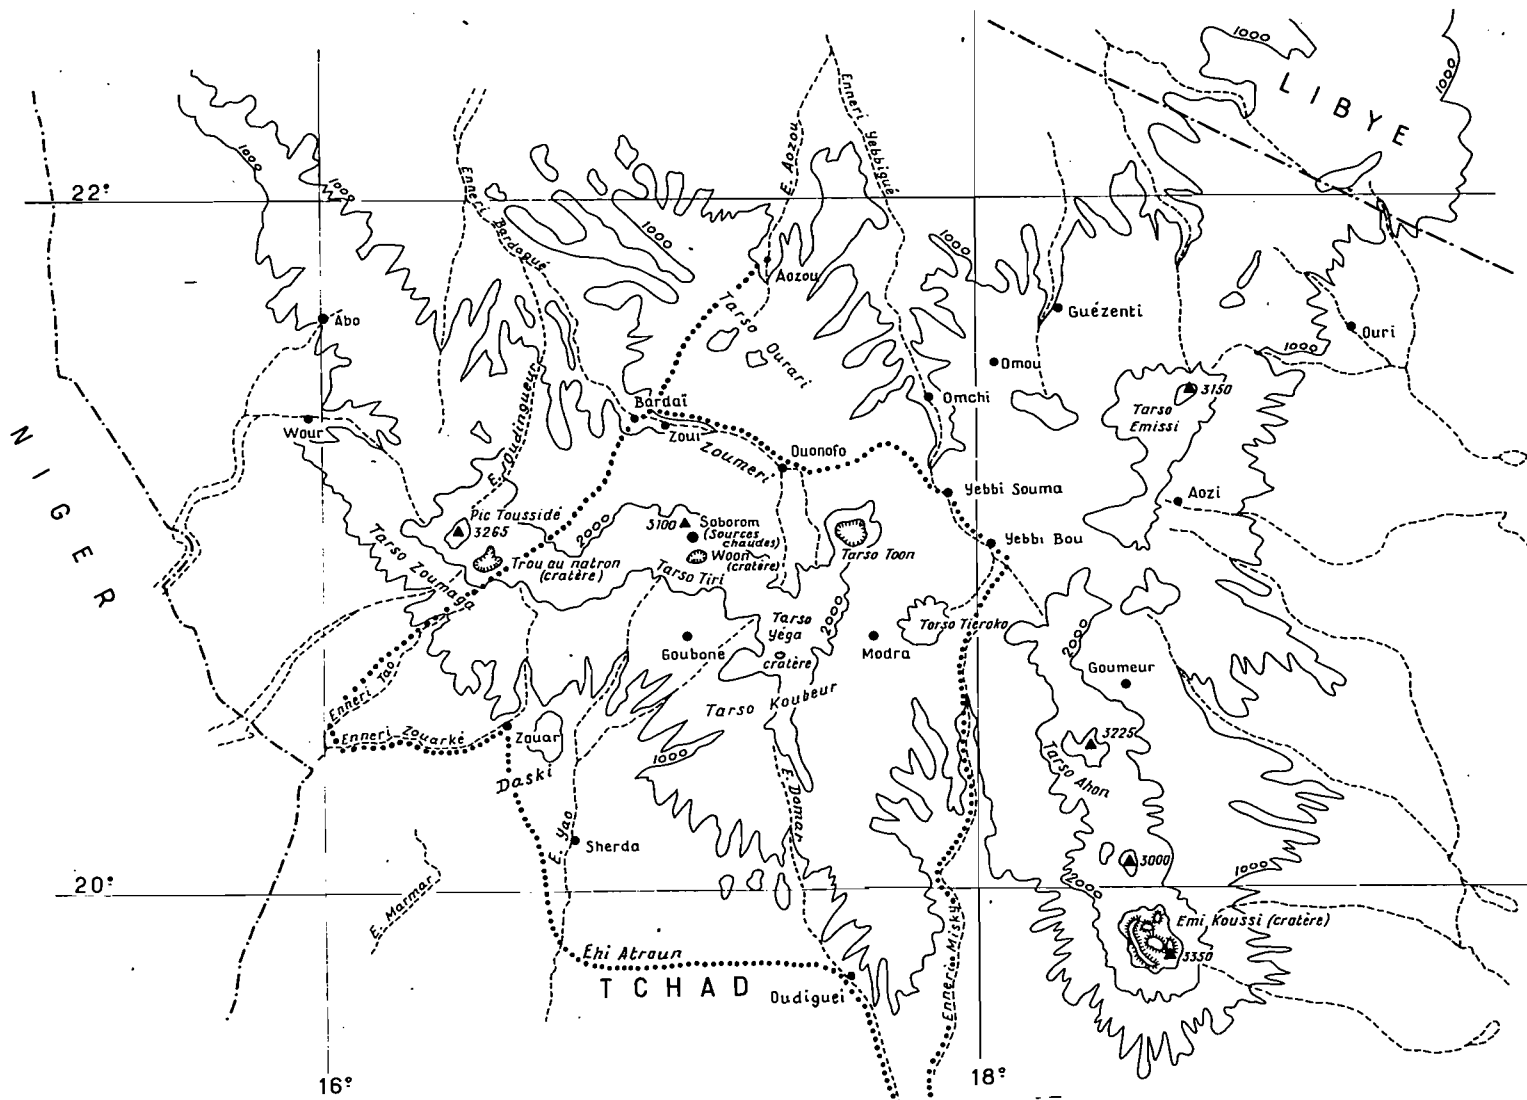 1000
LIBYE
1000
Enneri Yebbigué
E. Aozou
1000
1000
22°
Enneri Bardagué
1000
1000
Aozou
Abo
Guézenti
Ouri
1000
Tarso
Ourari
Omou
3150
Omchi
Tarso
Emissi
Bardaï
Zoui
Wour
NIGER
E. Oudingueur
Zoumeri
Ouonofo
Yebbi Souma
Aozi
Pic Toussidé
3265
2000
3100
Soborom
(Sources
chaudes)
Yebbi Bou
Tarso Toon
Woon
(cratère)
Trou au natron
(cratère)
Tarso Tiri
Tarso Zoumaga
Tarso
Yéga
cratère
2000
Tarso Tieroko
2000
Goubone
Modra
Goumeur
Enneri Tao
Tarso Koubeur
Enneri Zouarké
Zouar
3225
Tarso Ahon
1000
Daski
E. Yao
E. Domar
Sherda
3000
1000
2000
20°
E. Marmar
Enneri Misky
Emi Koussi (cratère)
3350
Ehi Atroun
TCHAD
Oudigueï
16°
18°